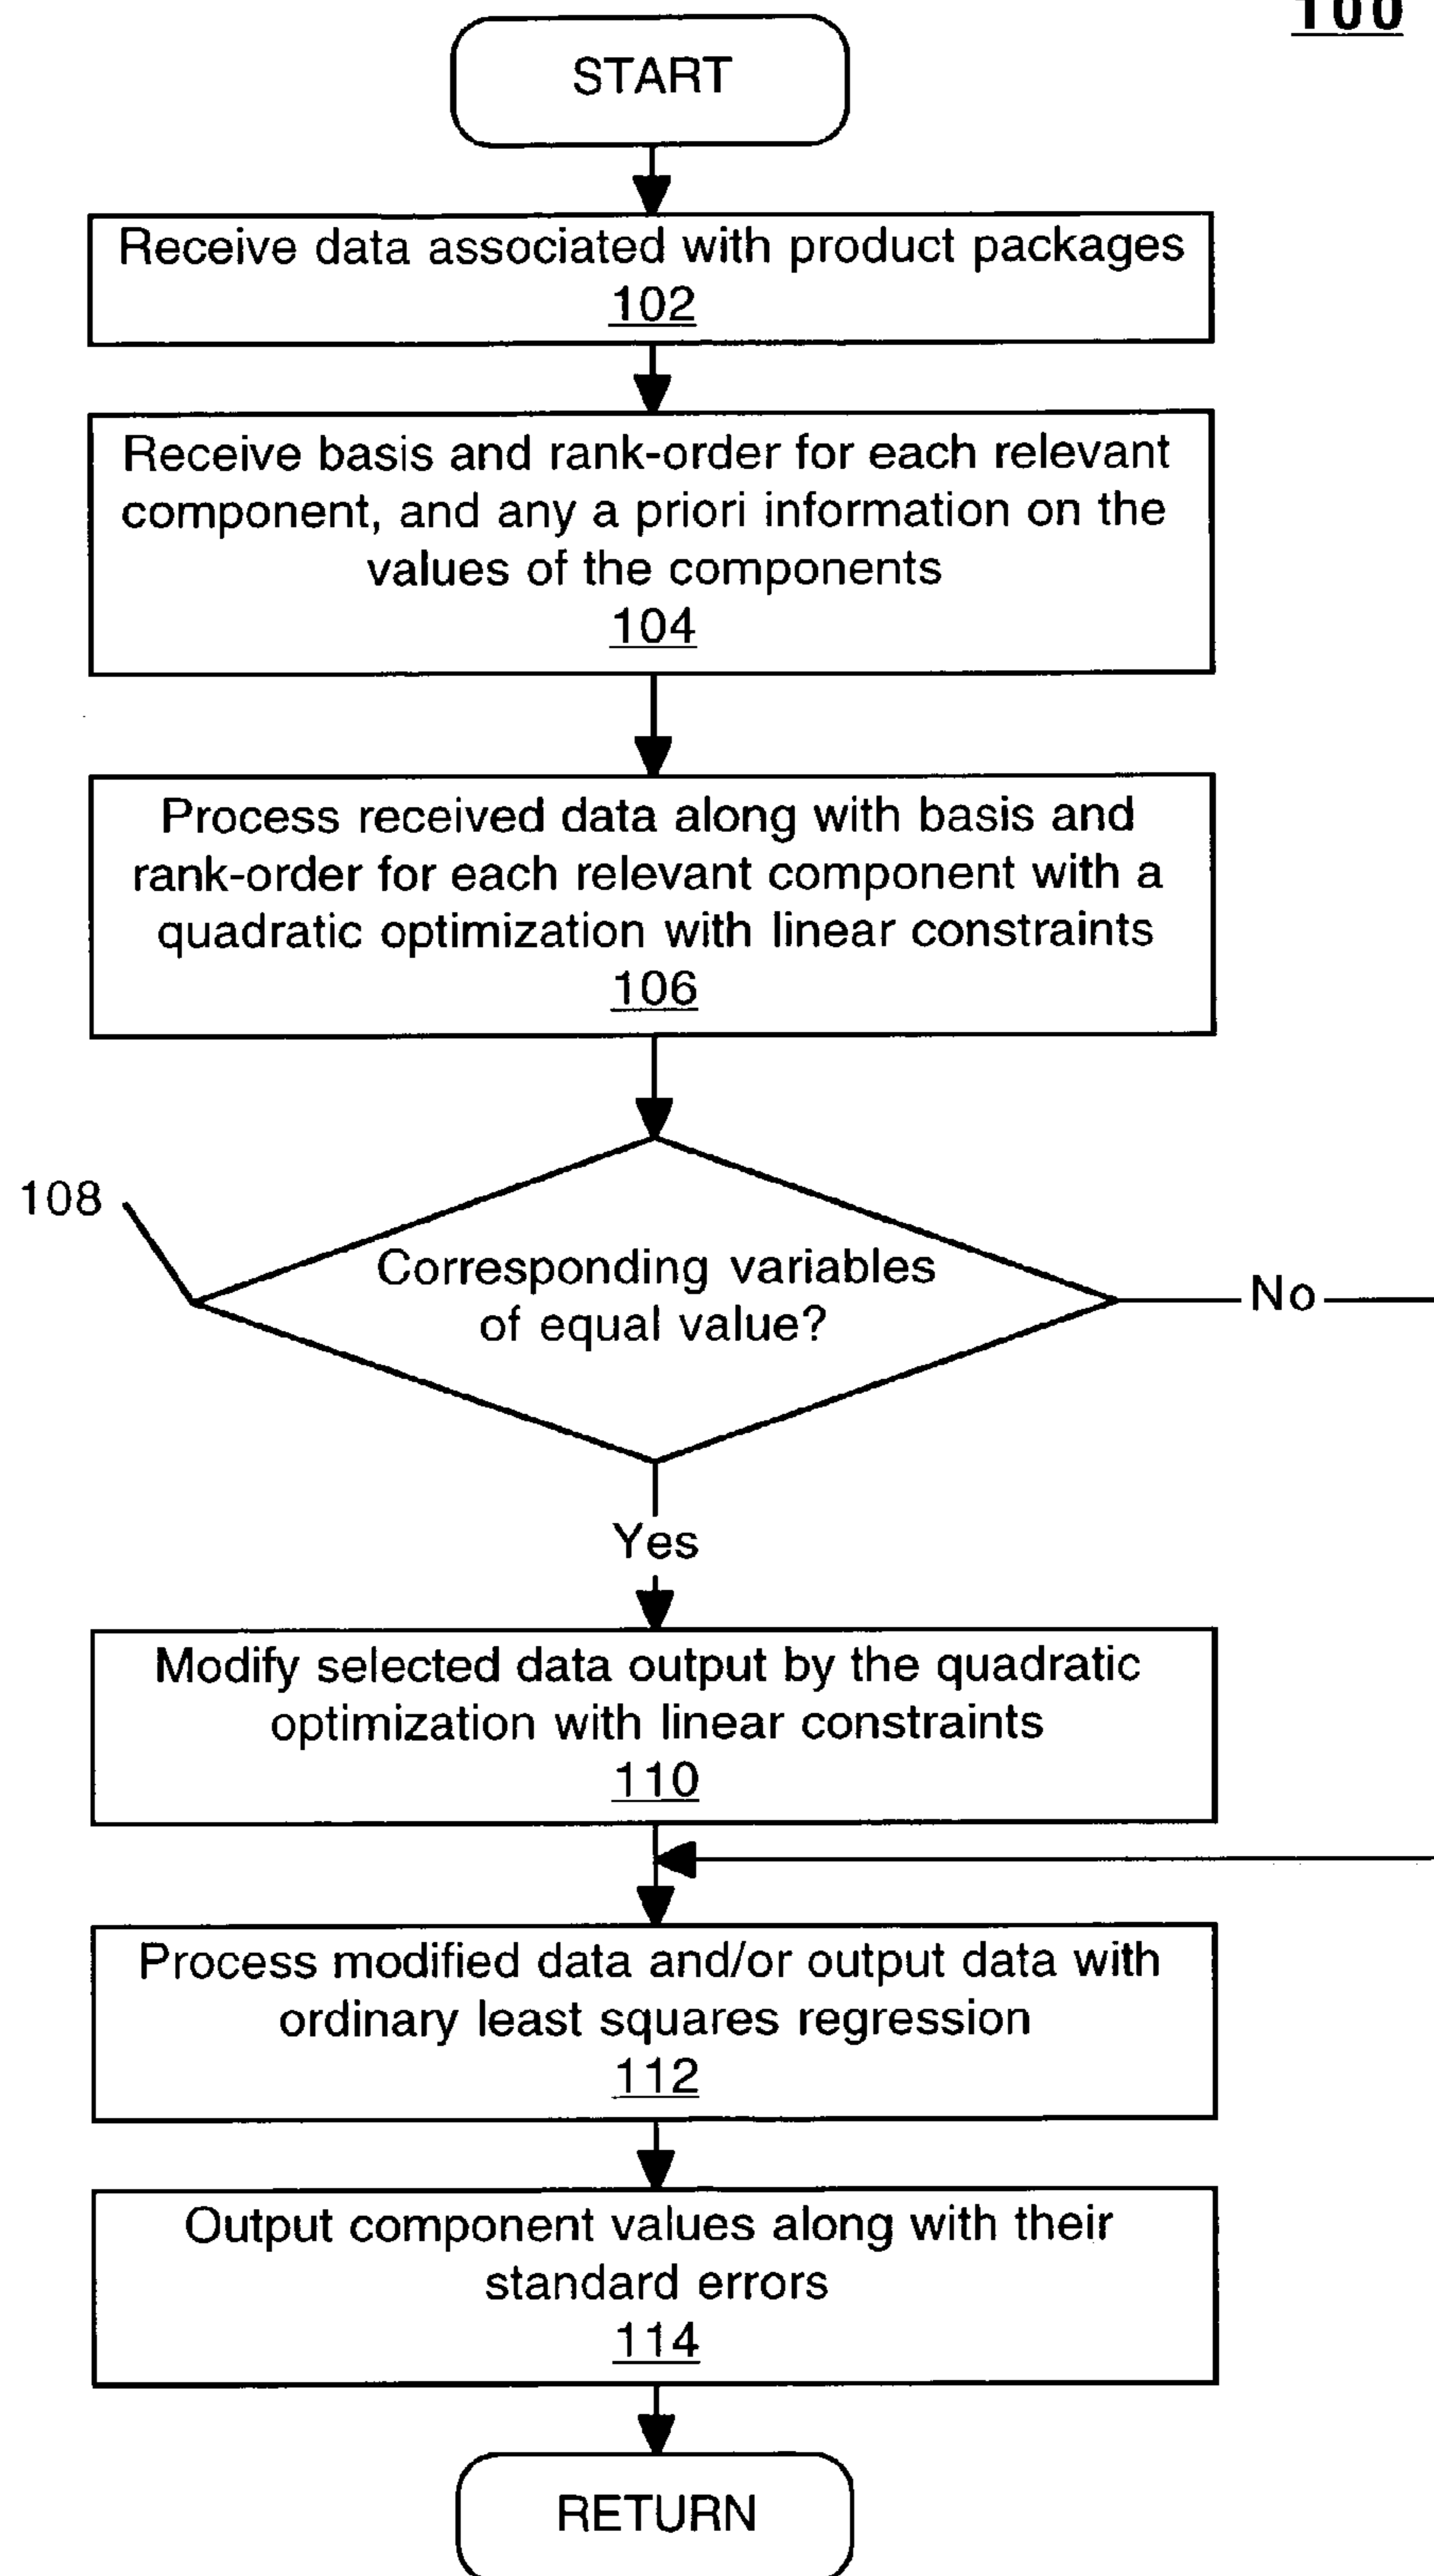 100
START
Receive data associated with product packages
102
Receive basis and rank-order for each relevant
component, and any a priori information on the
values of the components
104
Process received data along with basis and
rank-order for each relevant component with a
quadratic optimization with linear constraints
106
108
Corresponding variables
of equal value?
No
Yes
Modify selected data output by the quadratic
optimization with linear constraints
110
Process modified data and/or output data with
ordinary least squares regression
112
Output component values along with their
standard errors
114
RETURN